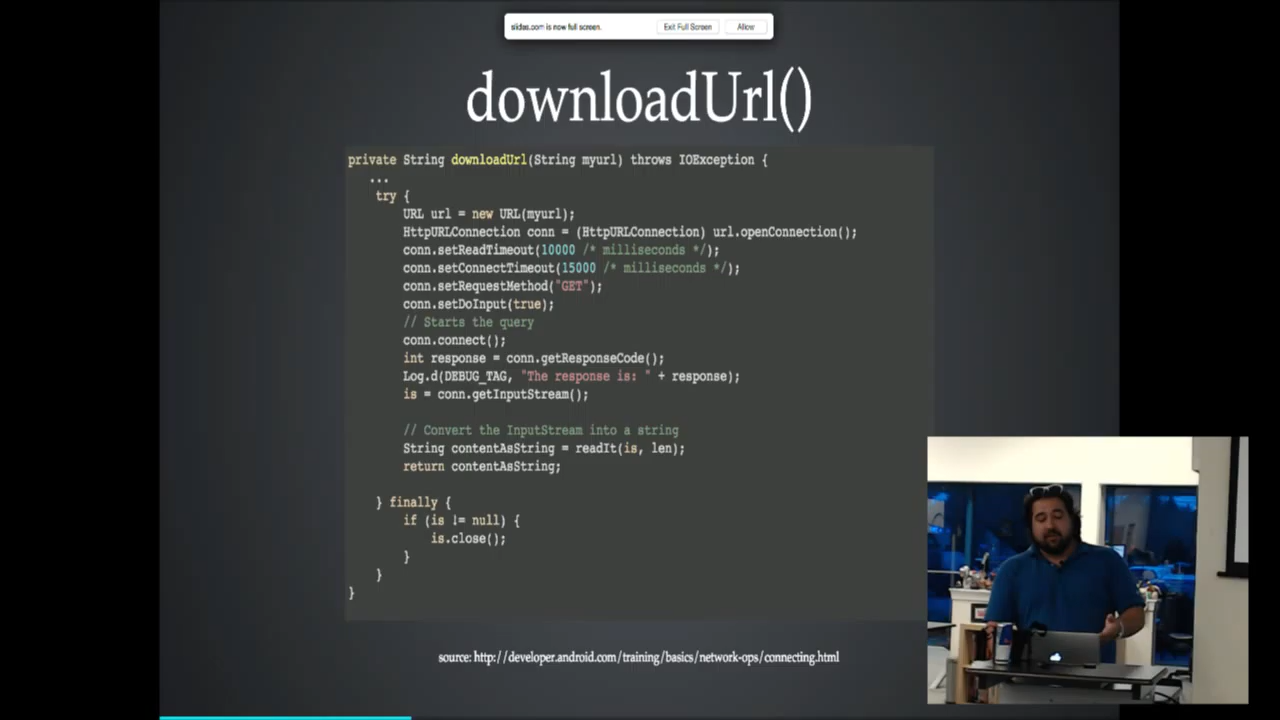 slides.com is now full screen. Exit Full Screen Allow
downloadUrl()
private String downloadUrl(String myurl) throws IOException {
...
try {
URL url = new URL(myurl);
HttpURLConnection conn = (HttpURLConnection) url.openConnection();
conn.setReadTimeout(10000 /* milliseconds */);
conn.setConnectTimeout(15000 /* milliseconds */);
conn.setRequestMethod("GET");
conn.setDoInput(true);
// Starts the query
conn.connect();
int response = conn.getResponseCode();
Log.d(DEBUG_TAG, "The response is: " + response);
is = conn.getInputStream();
// Convert the InputStream into a string
String contentAsString = readIt(is, len);
return contentAsString;
} finally {
if (is != null) {
is.close();
}
}
}
source: http://developer.android.com/training/basics/network-ops/connecting.html